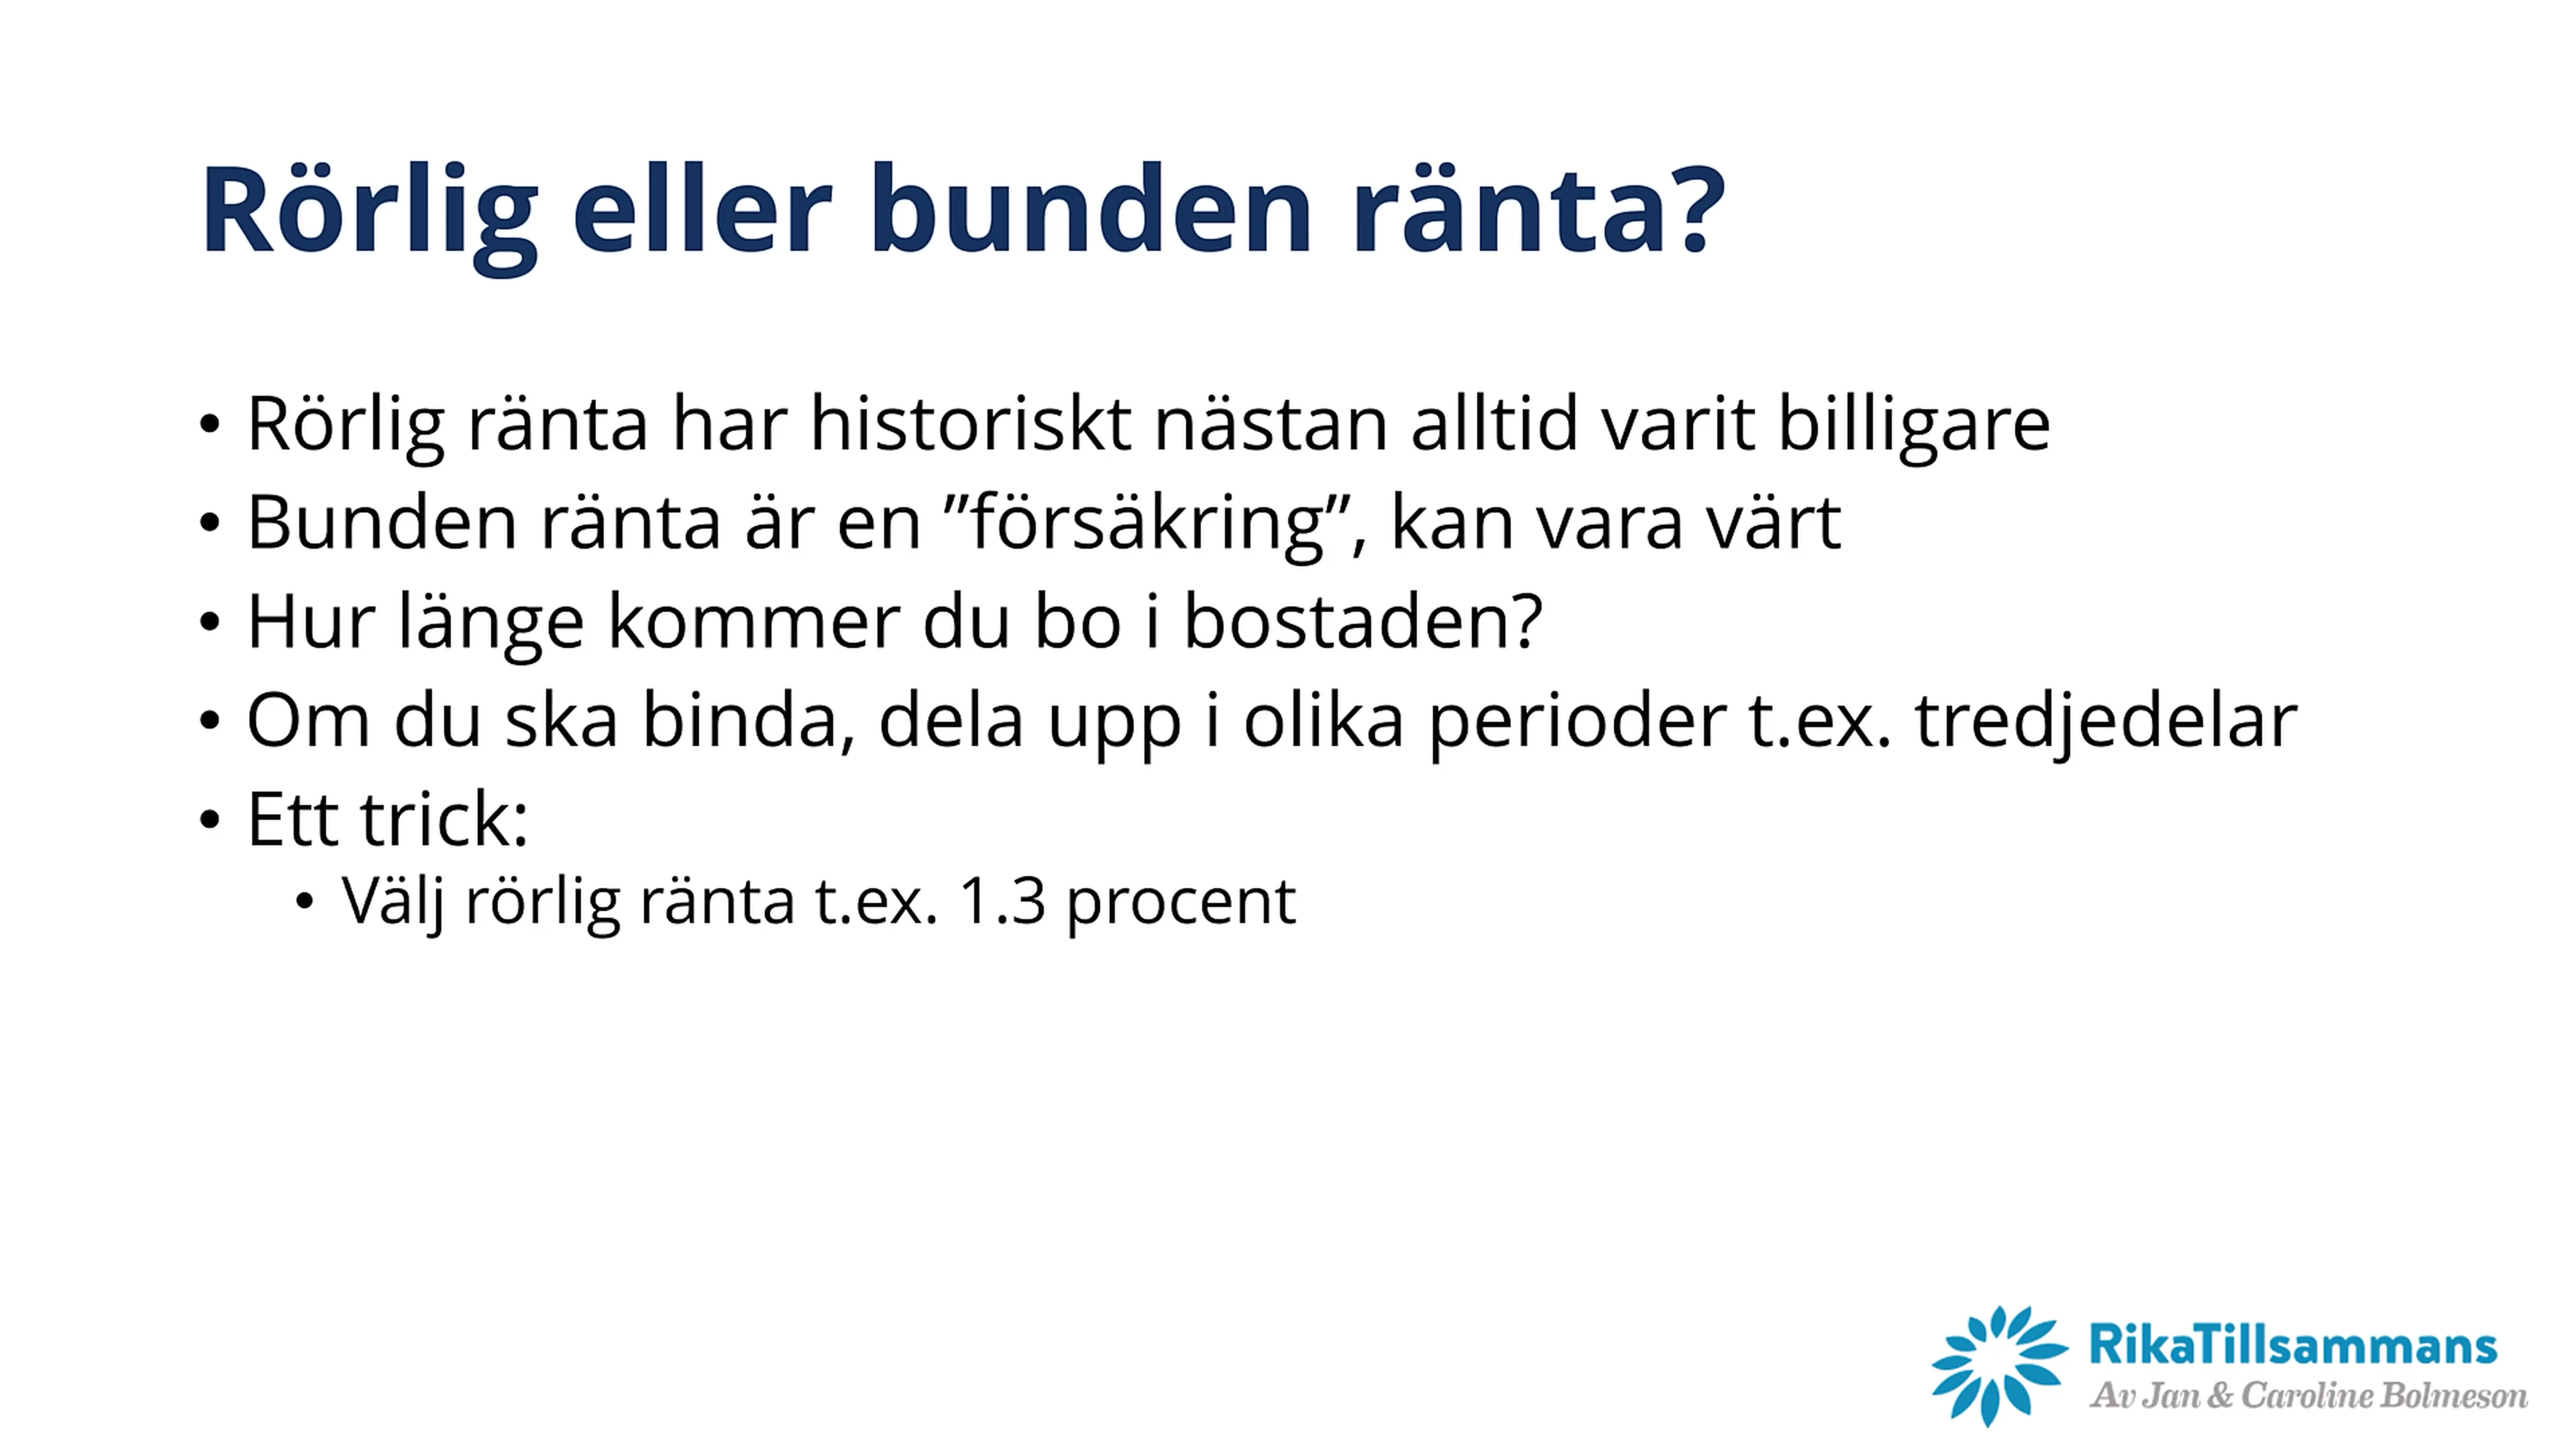 Rörlig eller bunden ränta?
• Rörlig ränta har historiskt nästan alltid varit billigare
• Bunden ränta är en ”försäkring”, kan vara värt
• Hur länge kommer du bo i bostaden?
• Om du ska binda, dela upp i olika perioder t.ex. tredjedelar
• Ett trick:
• Välj rörlig ränta t.ex. 1.3 procent
RikaTillsammans
Av Jan & Caroline Bolmeson